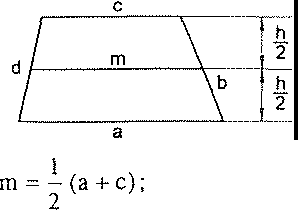 c
h/2
m
d
b
h/2
a
m = 1/2 (a + c);